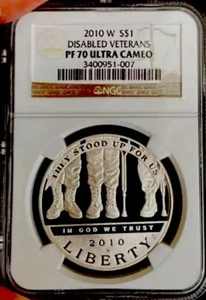 2010 W S$1
DISABLED VETERANS
PF 70 ULTRA CAMEO
3400951-007
NGC
THEY STOOD UP FOR US
IN GOD WE TRUST
2010
W
LIBERTY